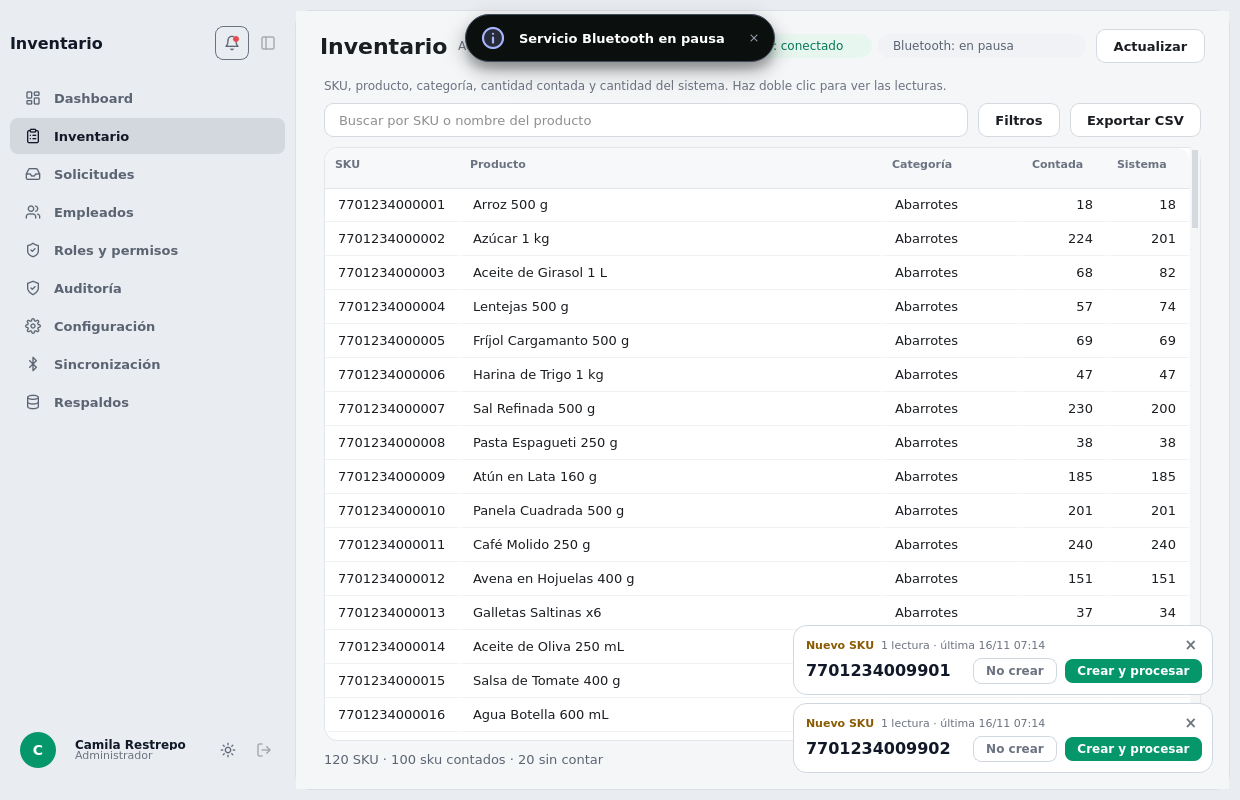 Inventario
Dashboard
Inventario
Solicitudes
Empleados
Roles y permisos
Auditoría
Configuración
Sincronización
Respaldos
C
Camila Restrepo
Administrador
Servicio Bluetooth en pausa ×
Inventario
: conectado
Bluetooth: en pausa
Actualizar
SKU, producto, categoría, cantidad contada y cantidad del sistema. Haz doble clic para ver las lecturas.
Buscar por SKU o nombre del producto
Filtros
Exportar CSV
SKU Producto Categoría Contada Sistema
7701234000001 Arroz 500 g Abarrotes 18 18
7701234000002 Azúcar 1 kg Abarrotes 224 201
7701234000003 Aceite de Girasol 1 L Abarrotes 68 82
7701234000004 Lentejas 500 g Abarrotes 57 74
7701234000005 Fríjol Cargamanto 500 g Abarrotes 69 69
7701234000006 Harina de Trigo 1 kg Abarrotes 47 47
7701234000007 Sal Refinada 500 g Abarrotes 230 200
7701234000008 Pasta Espagueti 250 g Abarrotes 38 38
7701234000009 Atún en Lata 160 g Abarrotes 185 185
7701234000010 Panela Cuadrada 500 g Abarrotes 201 201
7701234000011 Café Molido 250 g Abarrotes 240 240
7701234000012 Avena en Hojuelas 400 g Abarrotes 151 151
7701234000013 Galletas Saltinas x6 Abarrotes 37 34
7701234000014 Aceite de Oliva 250 mL
7701234000015 Salsa de Tomate 400 g
7701234000016 Agua Botella 600 mL
120 SKU · 100 sku contados · 20 sin contar
Nuevo SKU 1 lectura · última 16/11 07:14 ×
7701234009901 No crear Crear y procesar
Nuevo SKU 1 lectura · última 16/11 07:14 ×
7701234009902 No crear Crear y procesar